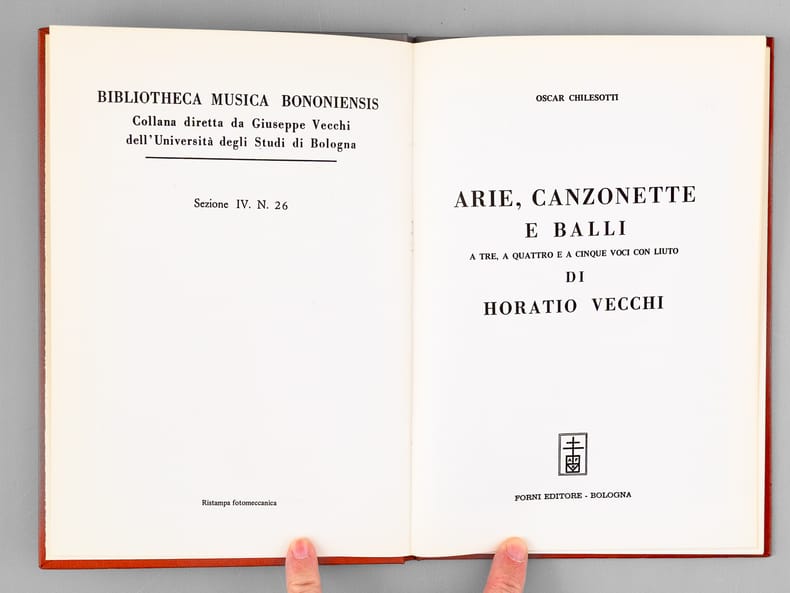 BIBLIOTHECA MUSICA BONONIENSIS
Collana diretta da Giuseppe Vecchi
dell'Università degli Studi di Bologna
Sezione IV. N. 26
Ristampa fotomeccanica
OSCAR CHILESOTTI
ARIE, CANZONETTE
E BALLI
A TRE, A QUATTRO E A CINQUE VOCI CON LIUTO
DI
HORATIO VECCHI
FORNI EDITORE - BOLOGNA